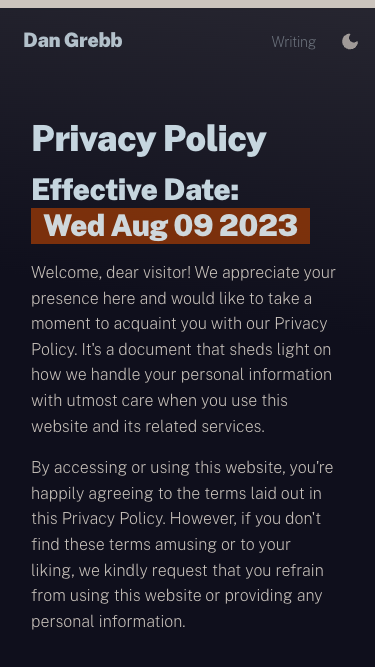 Dan Grebb
Writing
Privacy Policy
Effective Date:
Wed Aug 09 2023
Welcome, dear visitor! We appreciate your
presence here and would like to take a
moment to acquaint you with our Privacy
Policy. It's a document that sheds light on
how we handle your personal information
with utmost care when you use this
website and its related services.
By accessing or using this website, you're
happily agreeing to the terms laid out in
this Privacy Policy. However, if you don't
find these terms amusing or to your
liking, we kindly request that you refrain
from using this website or providing any
personal information.